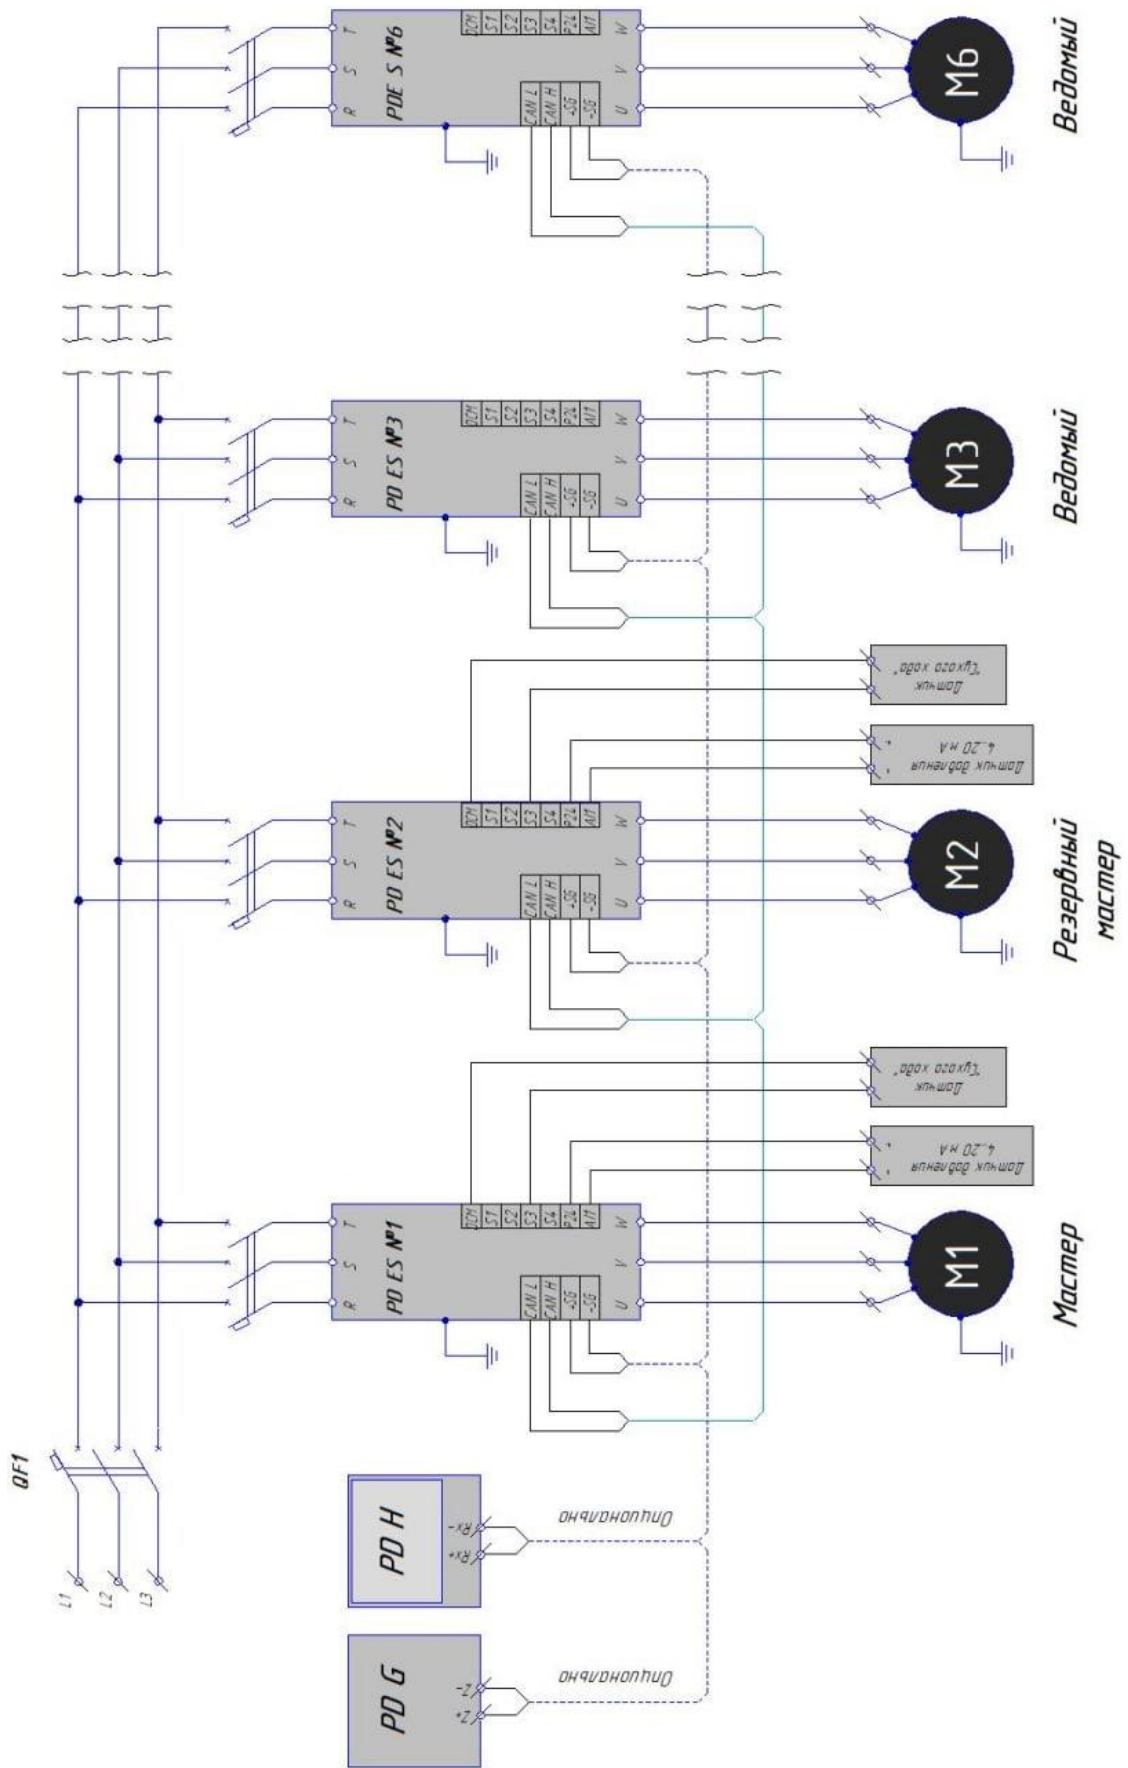 QF1
L1
L2
L3
PD G
Z+
Z-
Опционально
PD H
Rx+
Rx-
Опционально
R S T
PD ES №1
DCM
S1
S2
S3
S4
P24
AI1
CAN L
CAN H
+SG
-SG
U V W
Датчик давления
4..20 мА
Датчик
"Сухого хода"
M1
Мастер
R S T
PD ES №2
DCM
S1
S2
S3
S4
P24
AI1
CAN L
CAN H
+SG
-SG
U V W
Датчик давления
4..20 мА
Датчик
"Сухого хода"
M2
Резервный
мастер
R S T
PD ES №3
DCM
S1
S2
S3
S4
P24
AI1
CAN L
CAN H
+SG
-SG
U V W
M3
Ведомый
R S T
PDE S №6
DCM
S1
S2
S3
S4
P24
AI1
CAN L
CAN H
+SG
-SG
U V W
M6
Ведомый